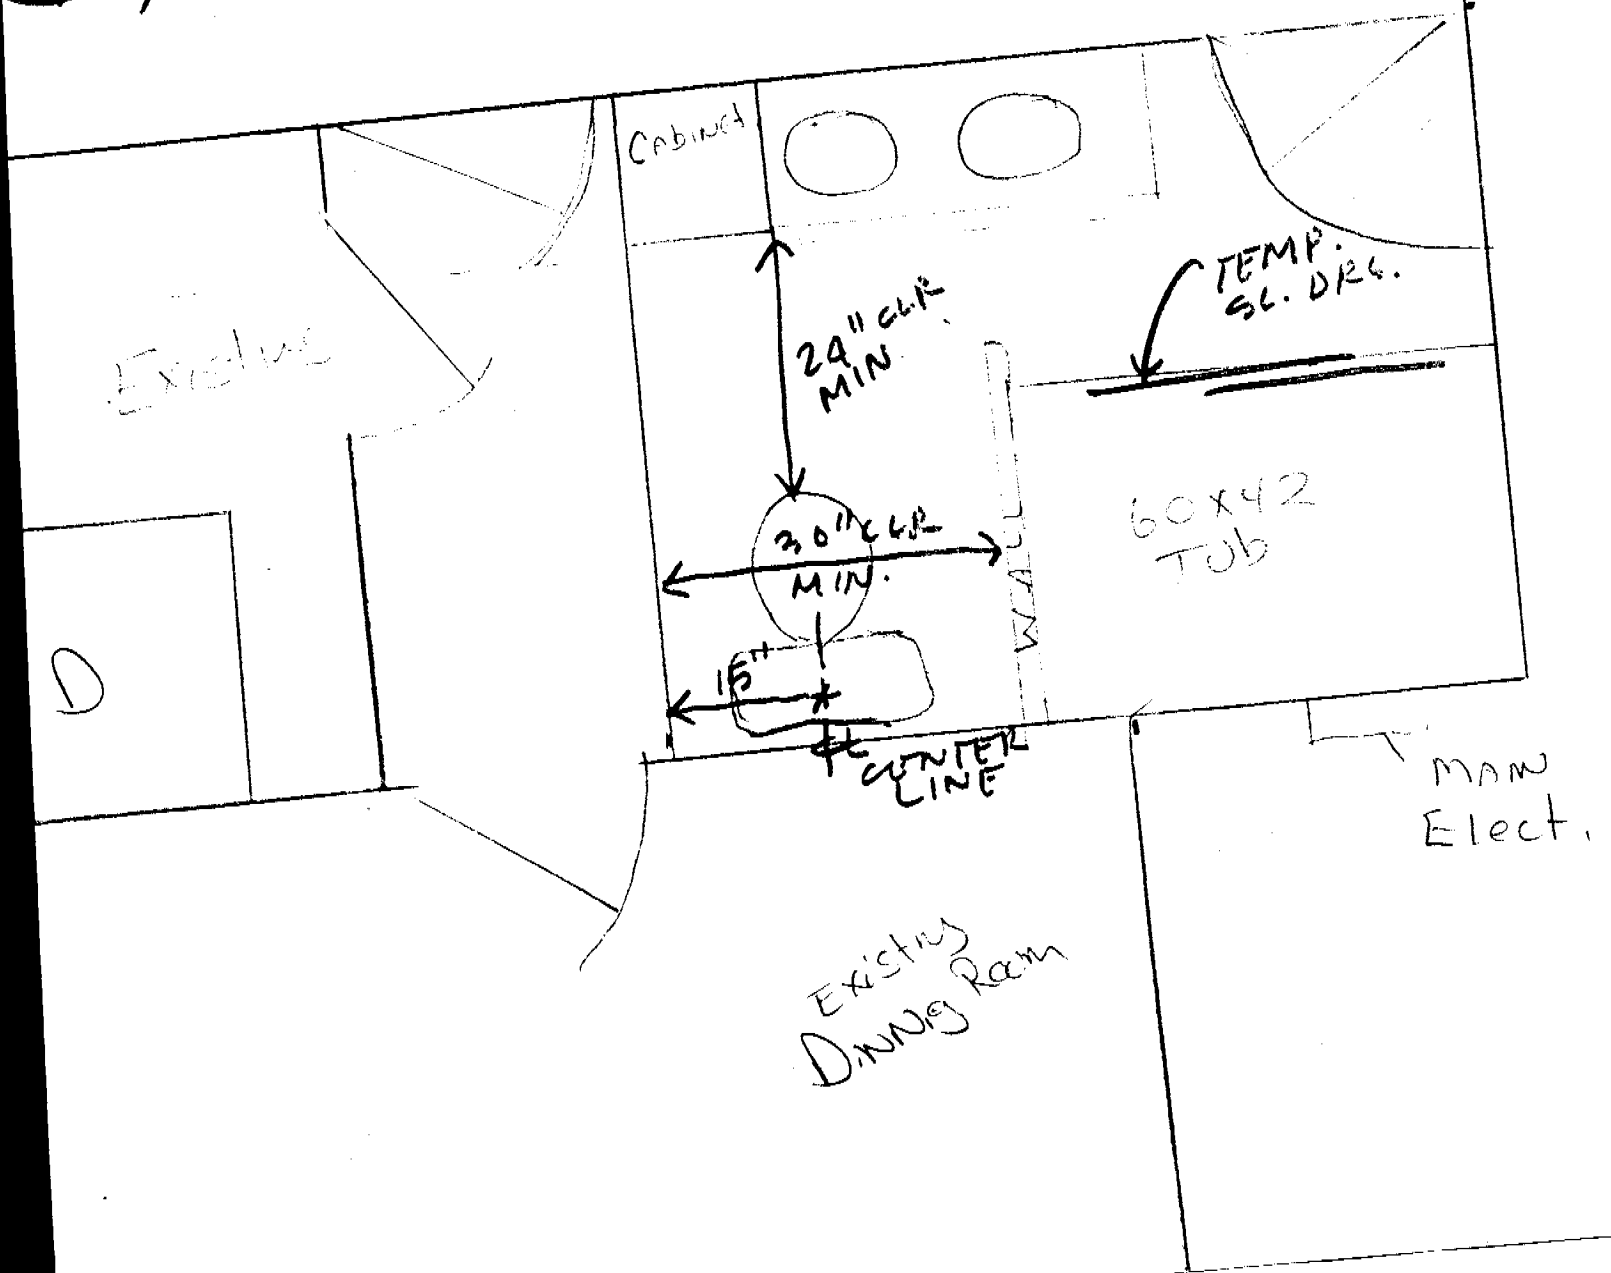 CABINET
TEMP.
SL. DRS.
24" CLR
MIN.
Existing
60X42
Tub
30" CLR
MIN.
WALL
D
15"
℄
CENTER
LINE
MAIN
Elect.
Existing
Dinnig Room